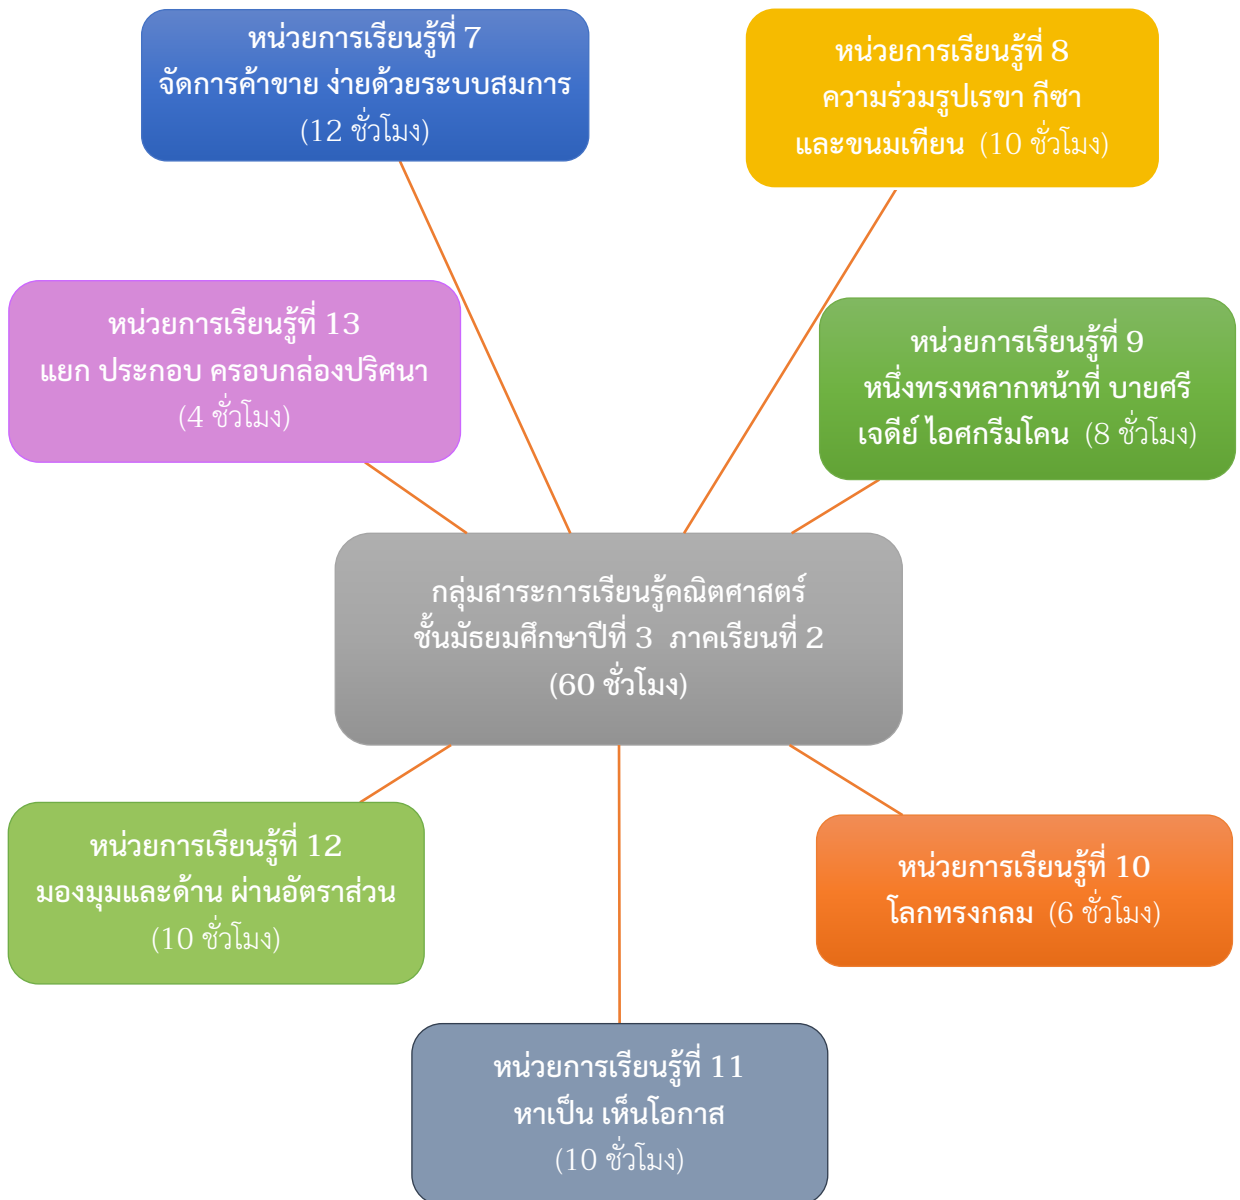 หน่วยการเรียนรู้ที่ 7
จัดการค้าขาย ง่ายด้วยระบบสมการ
(12 ชั่วโมง)
หน่วยการเรียนรู้ที่ 8
ความร่วมรูปเรขา กีซา
และขนมเทียน (10 ชั่วโมง)
หน่วยการเรียนรู้ที่ 13
แยก ประกอบ ครอบกล่องปริศนา
(4 ชั่วโมง)
หน่วยการเรียนรู้ที่ 9
หนึ่งทรงหลากหน้าที่ บายศรี
เจดีย์ ไอศกรีมโคน (8 ชั่วโมง)
กลุ่มสาระการเรียนรู้คณิตศาสตร์
ชั้นมัธยมศึกษาปีที่ 3 ภาคเรียนที่ 2
(60 ชั่วโมง)
หน่วยการเรียนรู้ที่ 12
มองมุมและด้าน ผ่านอัตราส่วน
(10 ชั่วโมง)
หน่วยการเรียนรู้ที่ 10
โลกทรงกลม (6 ชั่วโมง)
หน่วยการเรียนรู้ที่ 11
หาเป็น เห็นโอกาส
(10 ชั่วโมง)